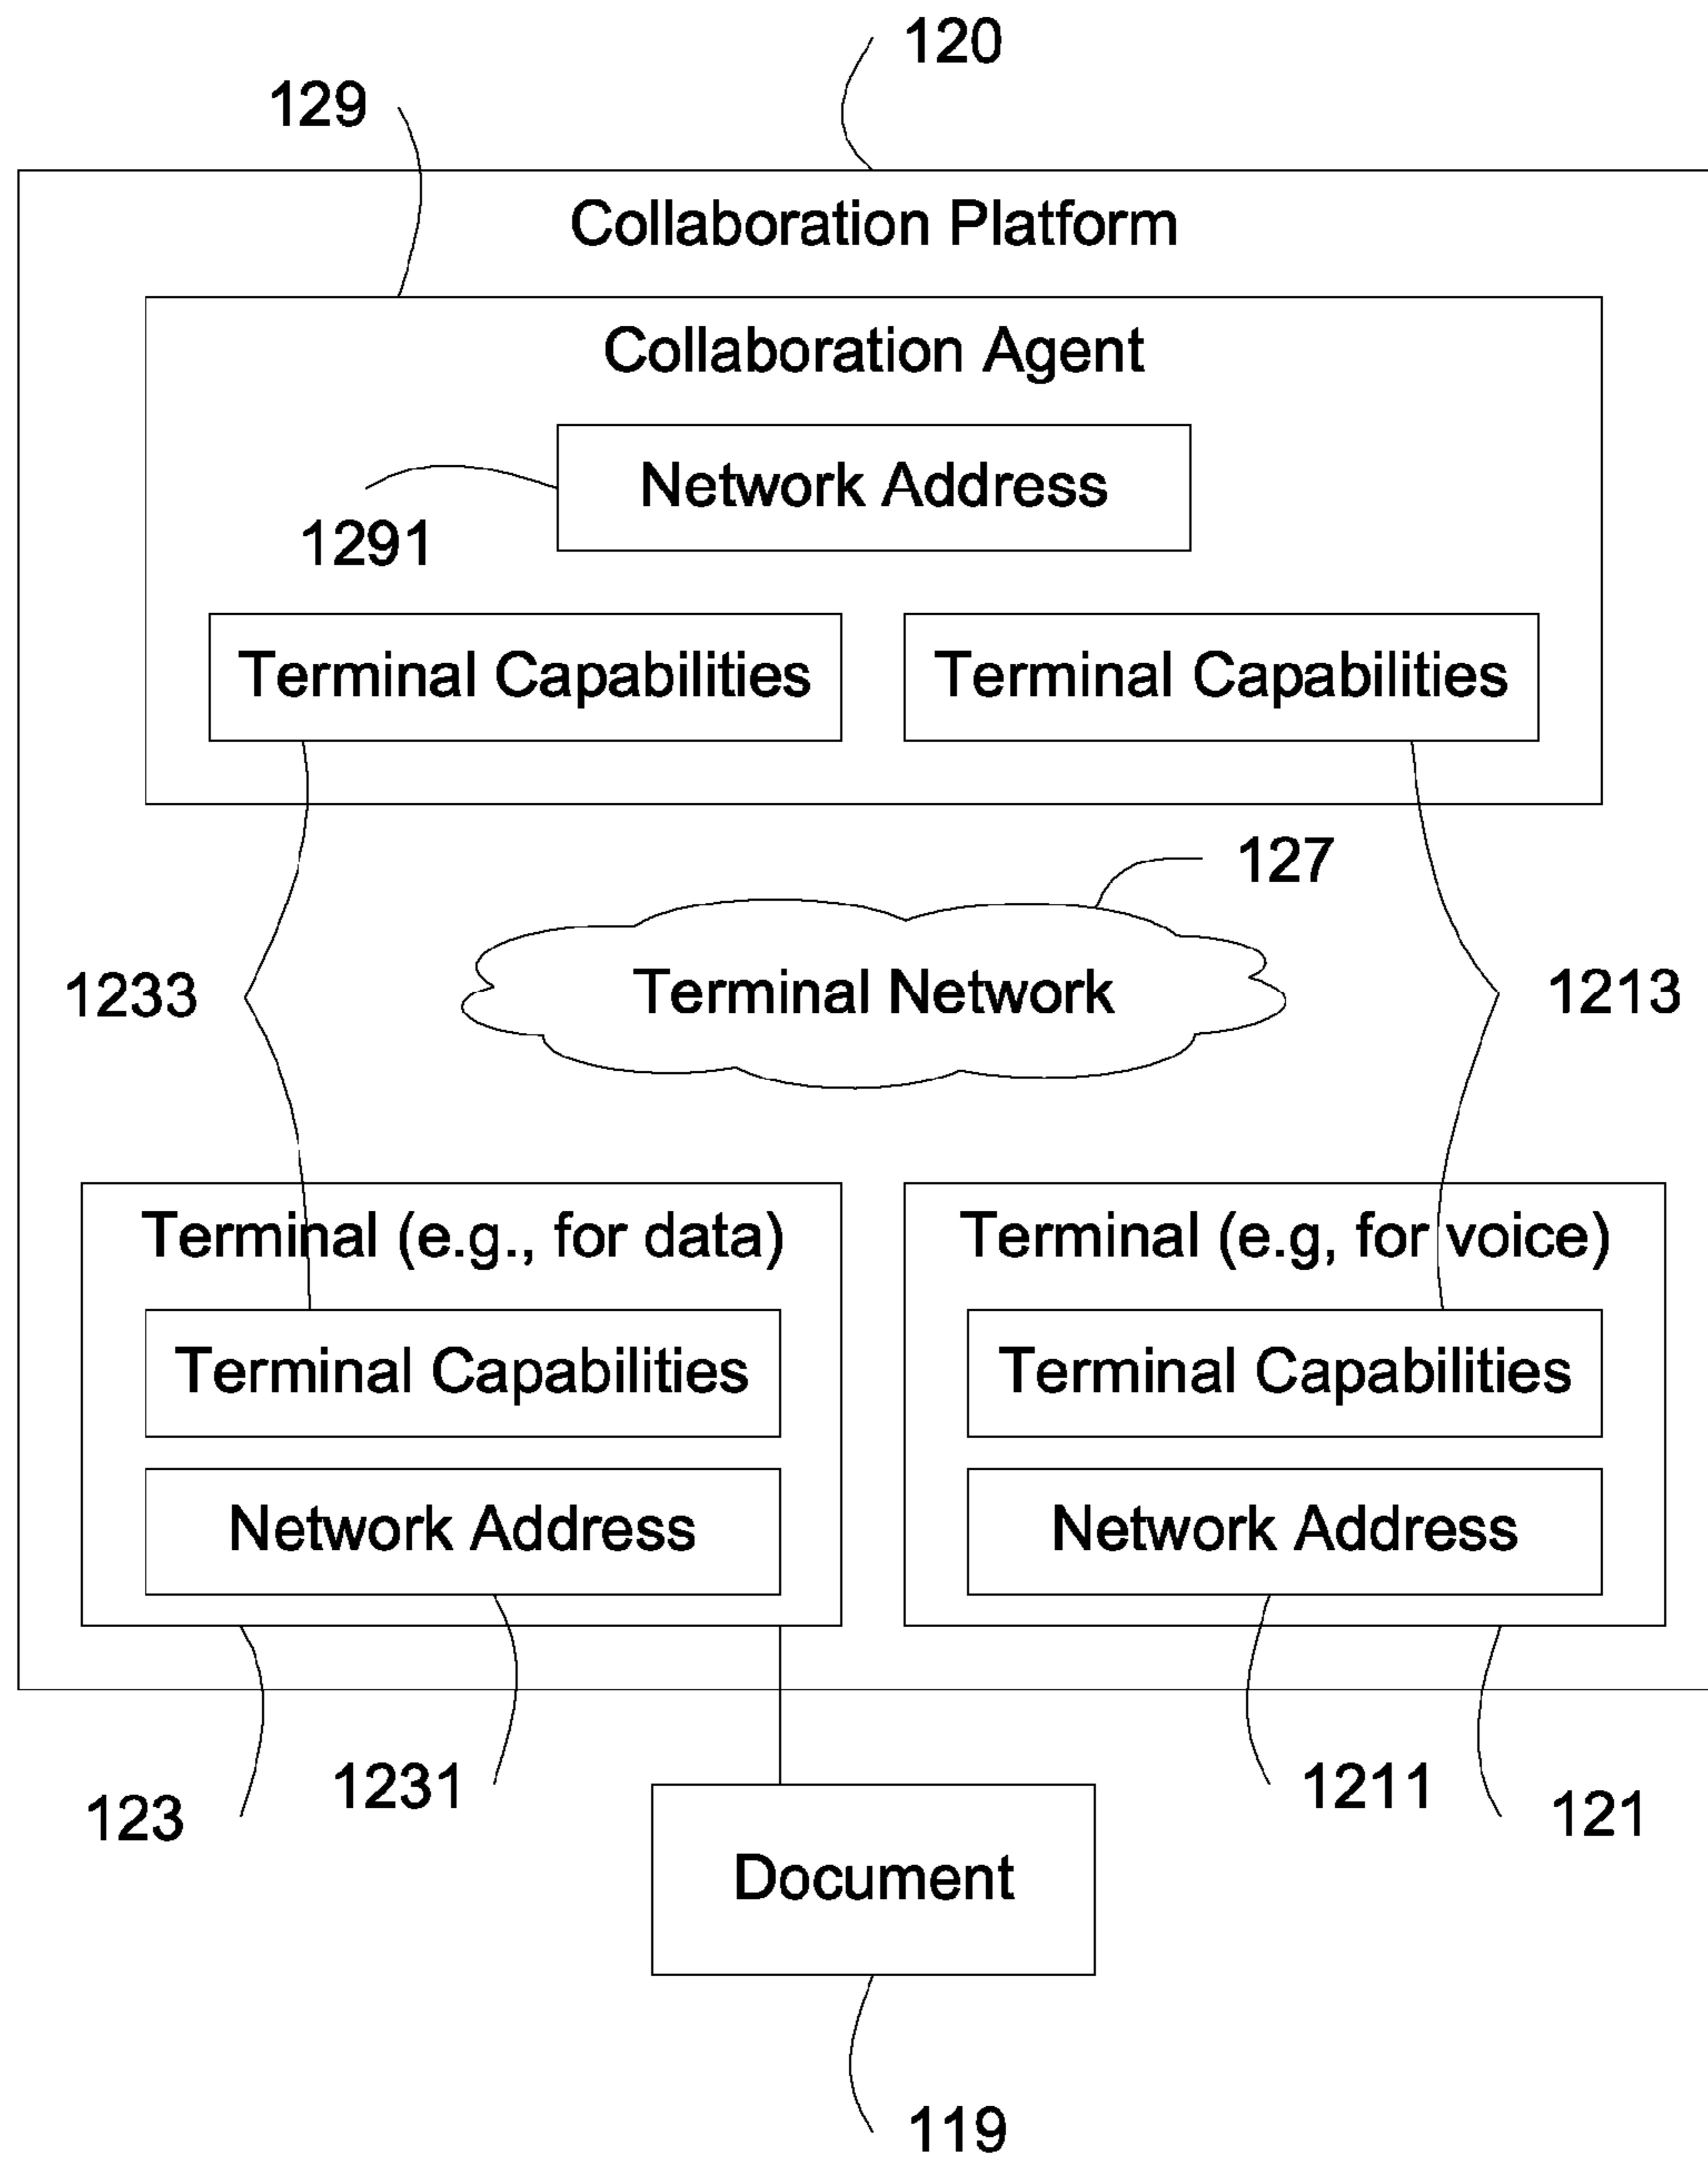 120
129
Collaboration Platform
Collaboration Agent
Network Address
1291
Terminal Capabilities
Terminal Capabilities
127
1233
Terminal Network
1213
Terminal (e.g., for data)
Terminal (e.g, for voice)
Terminal Capabilities
Terminal Capabilities
Network Address
Network Address
123
1231
1211
121
Document
119